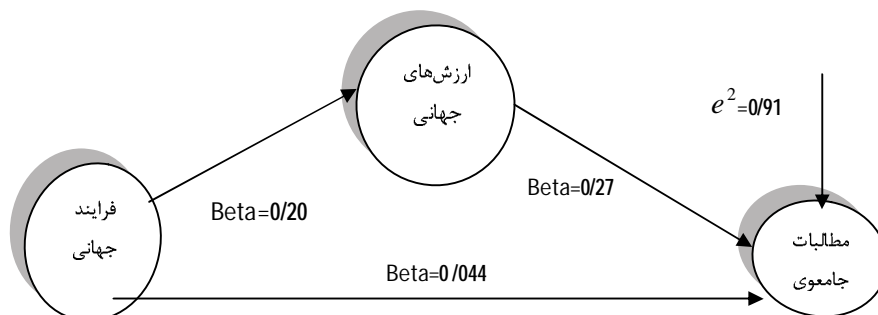 ارزش‌های
جهانی
e²=0/91
فرایند
جهانی
Beta=0/20
Beta=0/27
مطالبات
جامعوی
Beta=0/044